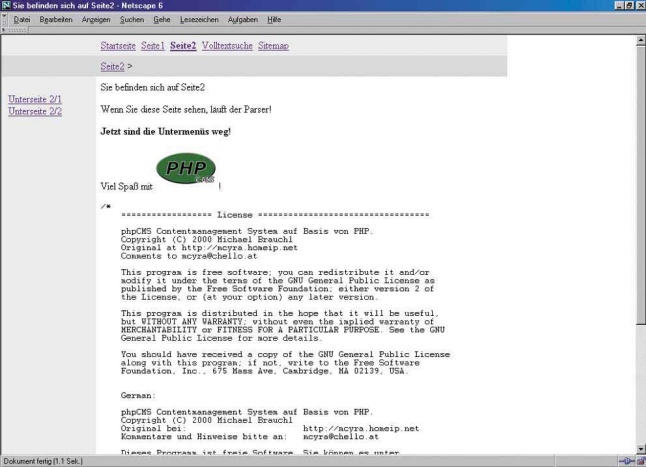 Sie befinden sich auf Seite2 - Netscape 6
Datei Bearbeiten Anzeigen Suchen Gehe Lesezeichen Aufgaben Hilfe
Startseite Seite1 Seite2 Volltextsuche Sitemap
Seite2 >
Sie befinden sich auf Seite2
Unterseite 2/1
Unterseite 2/2
Wenn Sie diese Seite sehen, läuft der Parser!
Jetzt sind die Untermenüs weg!
PHP
CMS
Viel Spaß mit !
/*
================== License ==================================
phpCMS Contentmanagement System auf Basis von PHP.
Copyright (C) 2000 Michael Brauchl
Original at http://mcyra.homeip.net
Comments to mcyra@chello.at
This program is free software; you can redistribute it and/or
modify it under the terms of the GNU General Public License as
published by the Free Software Foundation; either version 2 of
the License, or (at your option) any later version.
This program is distributed in the hope that it will be useful,
but WITHOUT ANY WARRANTY; without even the implied warranty of
MERCHANTABILITY or FITNESS FOR A PARTICULAR PURPOSE. See the GNU
General Public License for more details.
You should have received a copy of the GNU General Public License
along with this program; if not, write to the Free Software
Foundation, Inc., 675 Mass Ave, Cambridge, MA 02139, USA.
German:
phpCMS Contentmanagement System auf Basis von PHP.
Copyright (C) 2000 Michael Brauchl
Original bei: http://mcyra.homeip.net
Kommentare und Hinweise bitte an: mcyra@chello.at
Dieses Programm ist freie Software. Sie können es unter
Dokument fertig (1.1 Sek.)